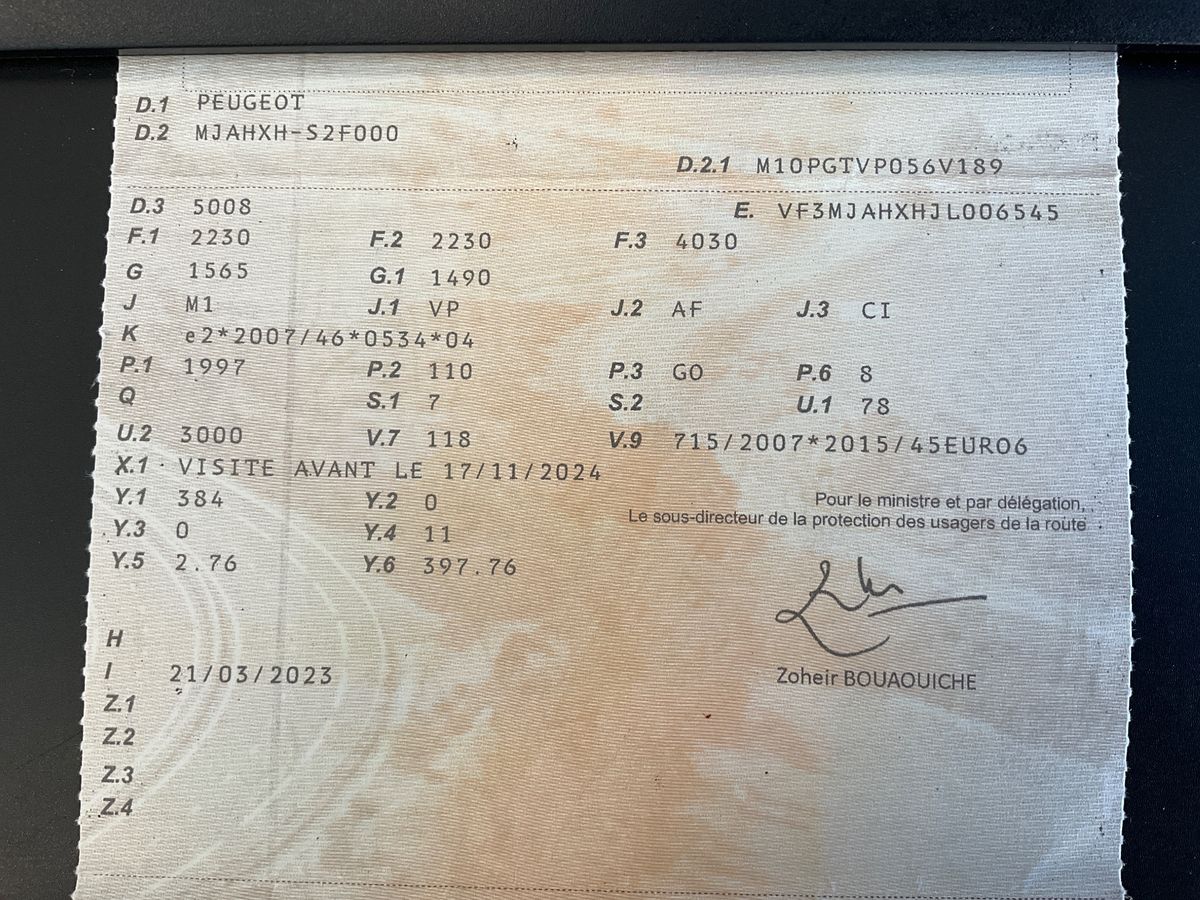 D.1 PEUGEOT
D.2 MJAHXH-S2F000
D.2.1 M10PGTVP056V189
D.3 5008 E. VF3MJAHXHJL006545
F.1 2230 F.2 2230 F.3 4030
G 1565 G.1 1490
J M1 J.1 VP J.2 AF J.3 CI
K e2*2007/46*0534*04
P.1 1997 P.2 110 P.3 GO P.6 8
Q S.1 7 S.2 U.1 78
U.2 3000 V.7 118 V.9 715/2007*2015/45EURO6
X.1 VISITE AVANT LE 17/11/2024
Y.1 384 Y.2 0
Pour le ministre et par délégation,
Le sous-directeur de la protection des usagers de la route
Y.3 0 Y.4 11
Y.5 2.76 Y.6 397.76
H
I 21/03/2023
Zoheir BOUAOUICHE
Z.1
Z.2
Z.3
Z.4